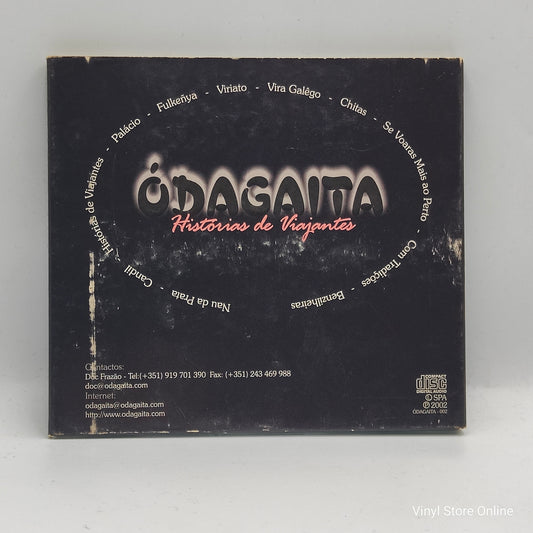 Histórias de Viajantes - Palácio - Fulkeñya - Viriato - Vira Galêgo - Chitas - Se Voaras Mais ao Perto - Com Tradições - Benzilheiras
Nau da Prata - Candil
ÓDAGAITA
Histórias de Viajantes
Contactos:
Dóc Frazão - Tel:(+351) 919 701 390 Fax: (+351) 243 469 988
doc@odagaita.com
Internet:
odagaita@odagaita.com
http://www.odagaita.com
COMPACT
disc
DIGITAL AUDIO
© SPA
℗ 2002
ÓDAGAITA - 002
Vinyl Store Online